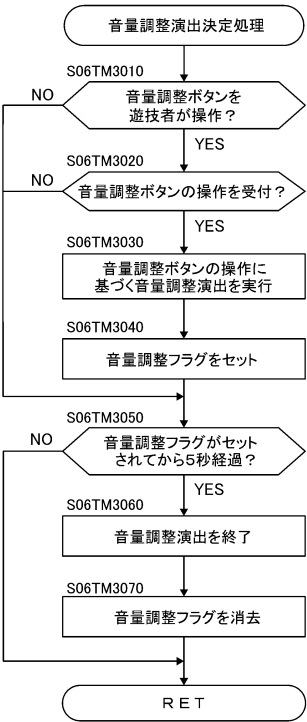 音量調整演出決定処理
S06TM3010
NO
音量調整ボタンを
遊技者が操作？
YES
S06TM3020
NO
音量調整ボタンの操作を受付？
YES
S06TM3030
音量調整ボタンの操作に
基づく音量調整演出を実行
S06TM3040
音量調整フラグをセット
S06TM3050
NO
音量調整フラグがセット
されてから５秒経過？
YES
S06TM3060
音量調整演出を終了
S06TM3070
音量調整フラグを消去
ＲＥＴ